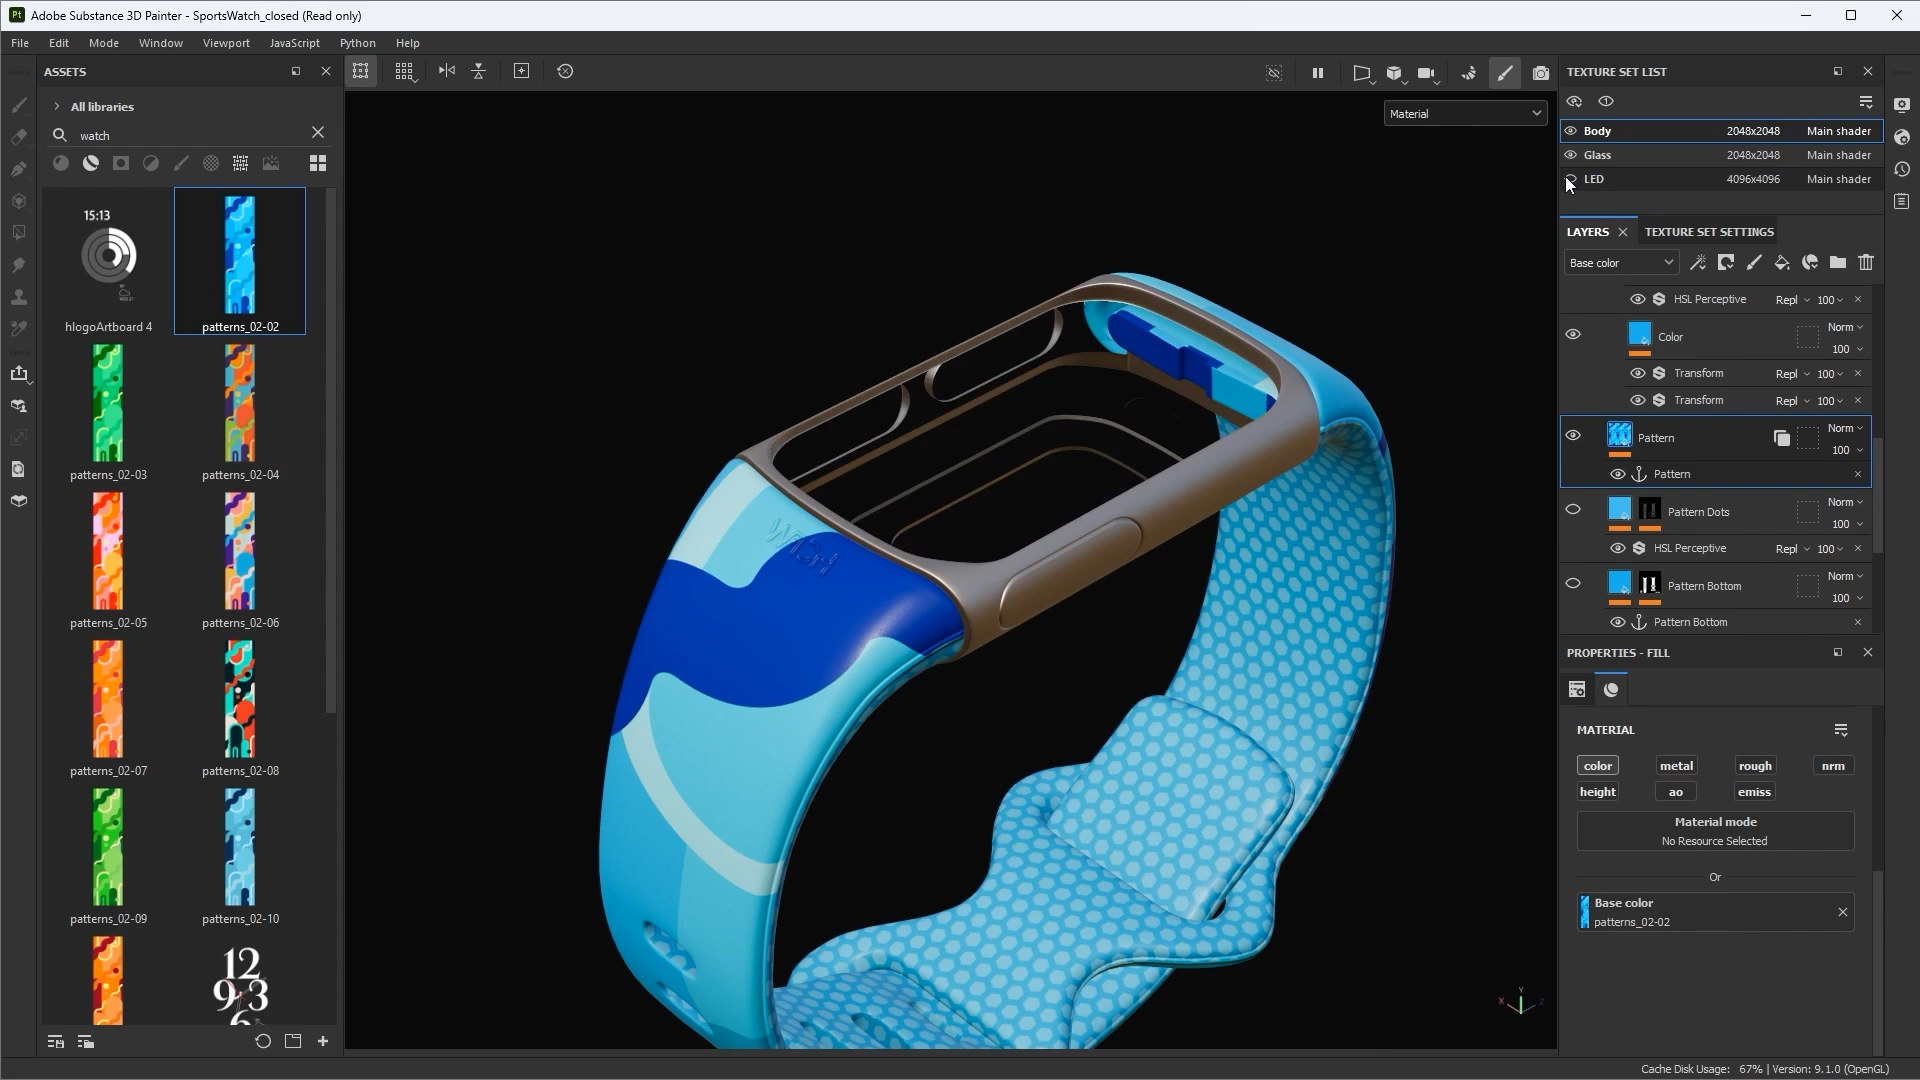 Pt Adobe Substance 3D Painter - SportsWatch_closed (Read only)
File Edit Mode Window Viewport JavaScript Python Help
ASSETS
All libraries
watch
15:13
hlogoArtboard 4
patterns_02-02
patterns_02-03
patterns_02-04
patterns_02-05
patterns_02-06
patterns_02-07
patterns_02-08
patterns_02-09
patterns_02-10
12
9 3
6
Material
Y
X Z
TEXTURE SET LIST
Body 2048x2048 Main shader
Glass 2048x2048 Main shader
LED 4096x4096 Main shader
LAYERS TEXTURE SET SETTINGS
Base color
HSL Perceptive Repl 100
Color Norm
100
Transform Repl 100
Transform Repl 100
Pattern Norm
100
Pattern
Pattern Dots Norm
100
HSL Perceptive Repl 100
Pattern Bottom Norm
100
Pattern Bottom
PROPERTIES - FILL
MATERIAL
color metal rough nrm
height ao emiss
Material mode
No Resource Selected
Or
Base color
patterns_02-02
Cache Disk Usage: 67% | Version: 9.1.0 (OpenGL)